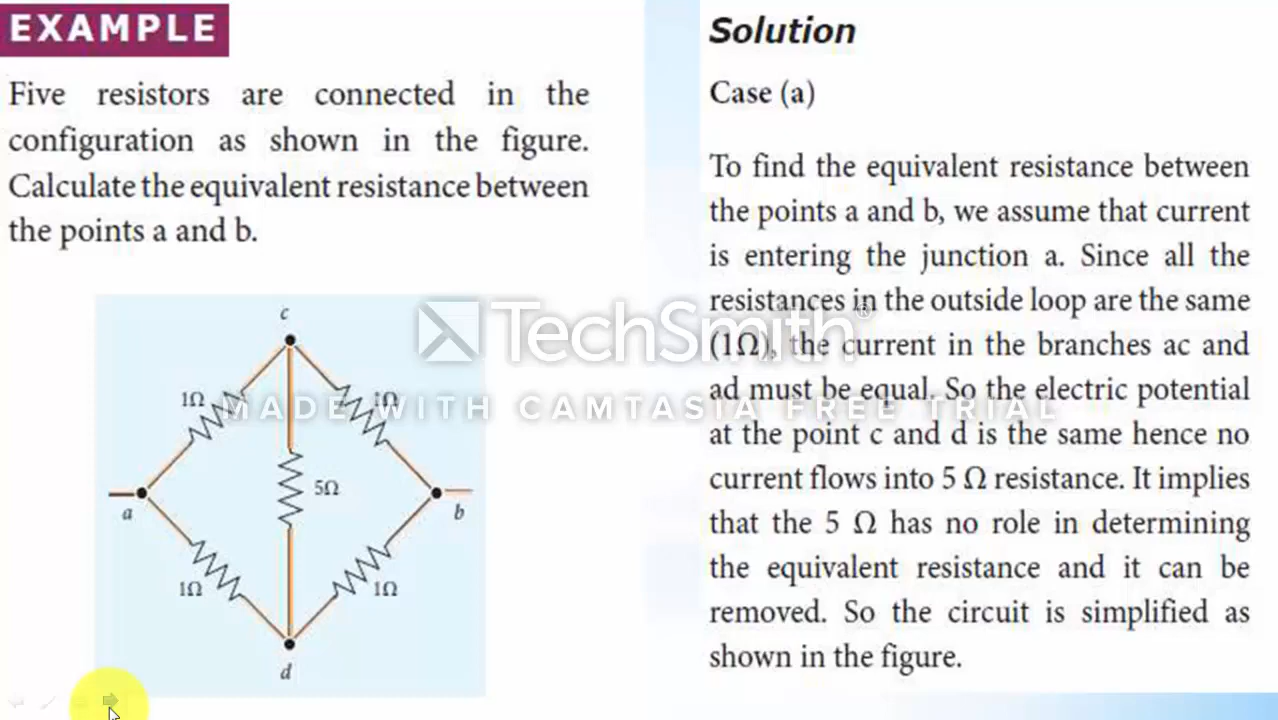 EXAMPLE
Five resistors are connected in the
configuration as shown in the figure.
Calculate the equivalent resistance between
the points a and b.
c
1Ω
1Ω
5Ω
a
b
1Ω
1Ω
d
Solution
Case (a)
To find the equivalent resistance between
the points a and b, we assume that current
is entering the junction a. Since all the
resistances in the outside loop are the same
(1Ω), the current in the branches ac and
ad must be equal. So the electric potential
at the point c and d is the same hence no
current flows into 5 Ω resistance. It implies
that the 5 Ω has no role in determining
the equivalent resistance and it can be
removed. So the circuit is simplified as
shown in the figure.
TechSmith®
MADE WITH CAMTASIA FREE TRIAL